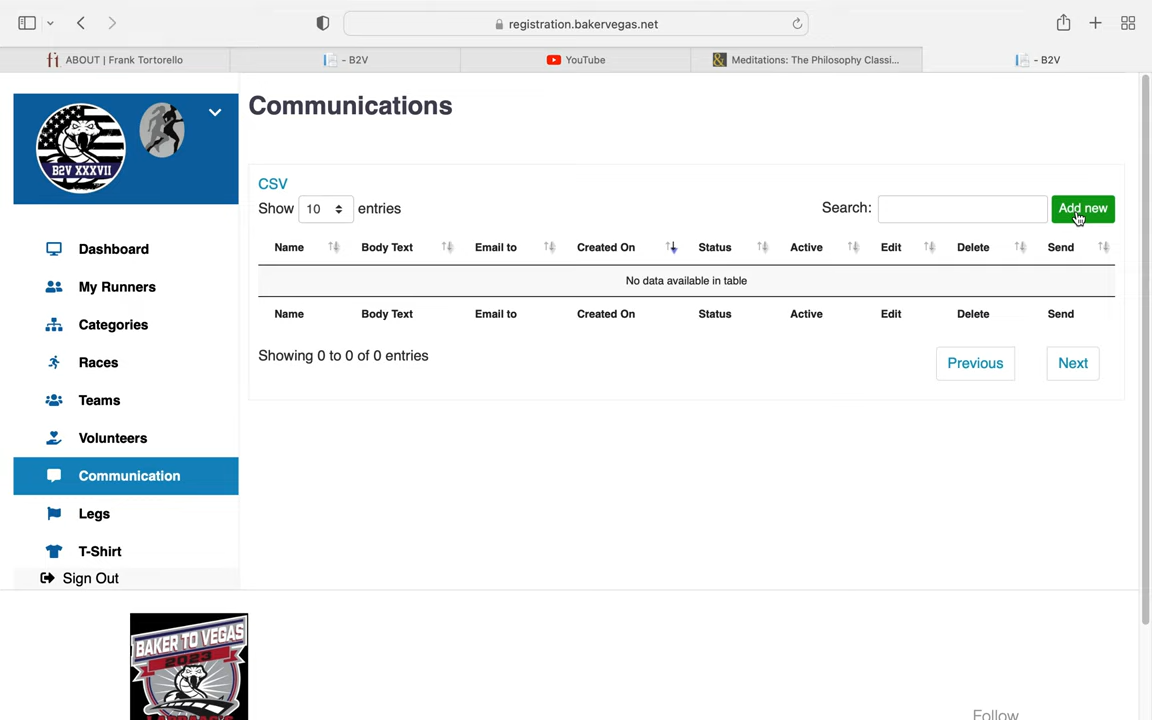 registration.bakervegas.net
ABOUT | Frank Tortorello
- B2V
YouTube
Meditations: The Philosophy Classi...
- B2V
B2V XXXVII
Communications
CSV
Show 10 entries
Search:
Add new
Name Body Text Email to Created On Status Active Edit Delete Send
No data available in table
Name Body Text Email to Created On Status Active Edit Delete Send
Showing 0 to 0 of 0 entries
Previous
Next
Dashboard
My Runners
Categories
Races
Teams
Volunteers
Communication
Legs
T-Shirt
Sign Out
BAKER TO VEGAS
2023
Follow